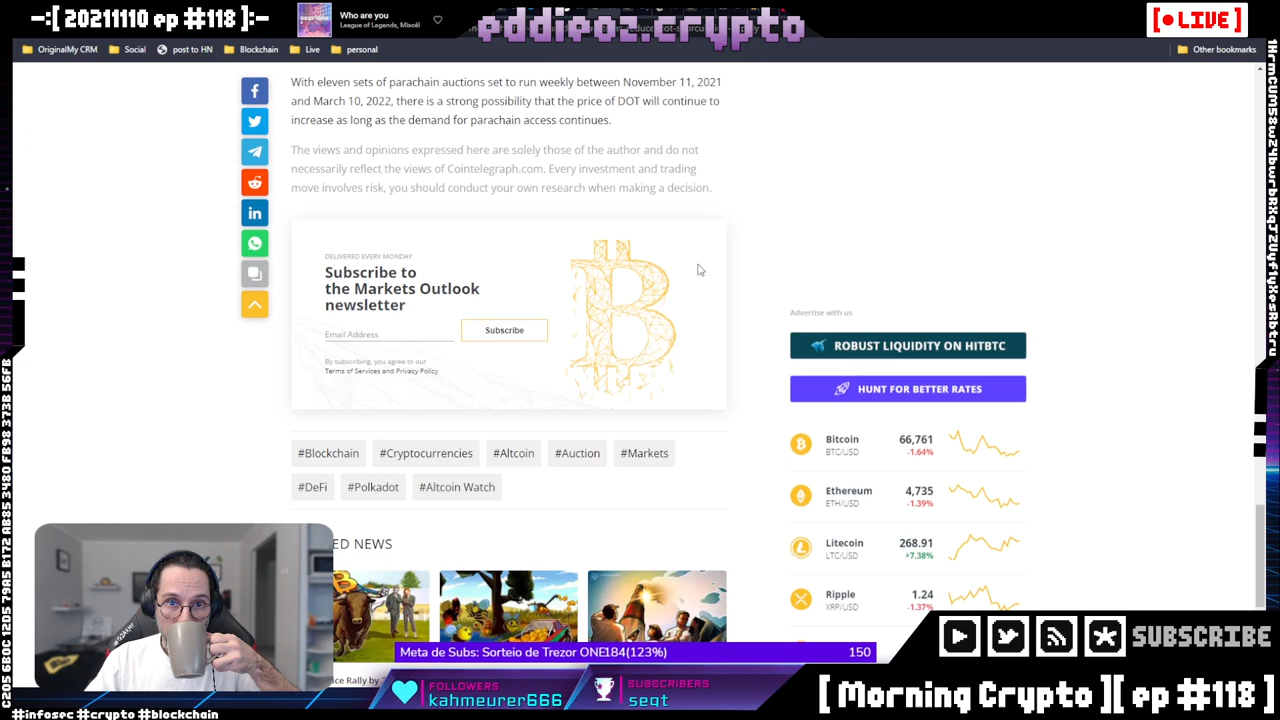 -:[ 20211110 ep #118 ]:-
Who are you
League of Legends, Miscél
eddieoz.crypto
[ LIVE ]
OriginalMy CRM
Social
post to HN
Blockchain
Live
personal
Other bookmarks
With eleven sets of parachain auctions set to run weekly between November 11, 2021
and March 10, 2022, there is a strong possibility that the price of DOT will continue to
increase as long as the demand for parachain access continues.
The views and opinions expressed here are solely those of the author and do not
necessarily reflect the views of Cointelegraph.com. Every investment and trading
move involves risk, you should conduct your own research when making a decision.
DELIVERED EVERY MONDAY
Subscribe to
the Markets Outlook
newsletter
Email Address
Subscribe
By subscribing, you agree to our
Terms of Services and Privacy Policy
Advertise with us
ROBUST LIQUIDITY ON HITBTC
HUNT FOR BETTER RATES
Bitcoin 66,761
BTC/USD -1.64%
Ethereum 4,735
ETH/USD -1.39%
Litecoin 268.91
LTC/USD +7.38%
Ripple 1.24
XRP/USD -1.37%
#Blockchain #Cryptocurrencies #Altcoin #Auction #Markets
#DeFi #Polkadot #Altcoin Watch
ED NEWS
Meta de Subs: Sorteio de Trezor ONE184(123%) 150
ce Rally by
FOLLOWERS
kahmeurer666
SUBSCRIBERS
seqt
SUBSCRIBE
[ Morning Crypto ][ ep #118 ]
#infosec #crypto #blockchain